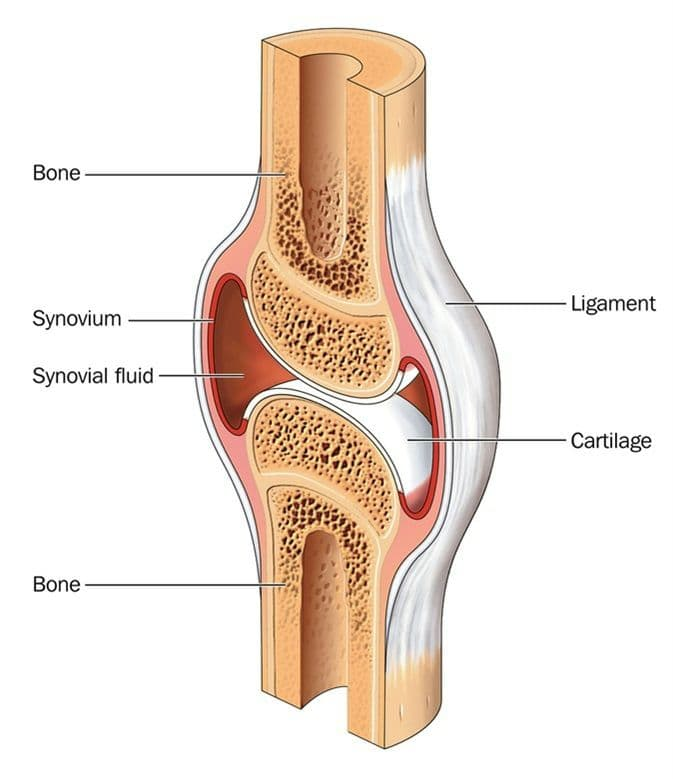 Bone
Ligament
Synovium
Synovial fluid
Cartilage
Bone